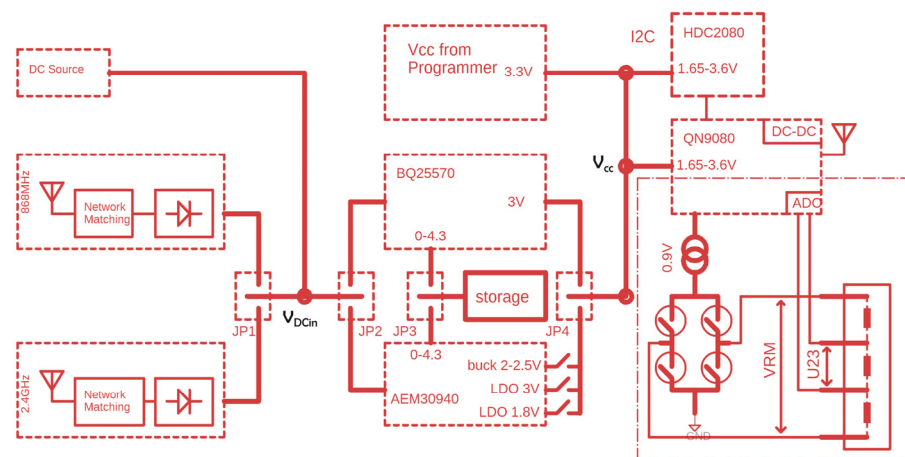 DC Source
Vcc from
Programmer
3.3V
I2C
HDC2080
1.65-3.6V
QN9080
DC-DC
1.65-3.6V
ADC
Vcc
868MHz
Network
Matching
BQ25570
3V
0-4.3
0.9V
storage
JP1
VDCin
JP2
JP3
JP4
0-4.3
2.4GHz
Network
Matching
AEM30940
buck 2-2.5V
LDO 3V
LDO 1.8V
VRM
U23
GND